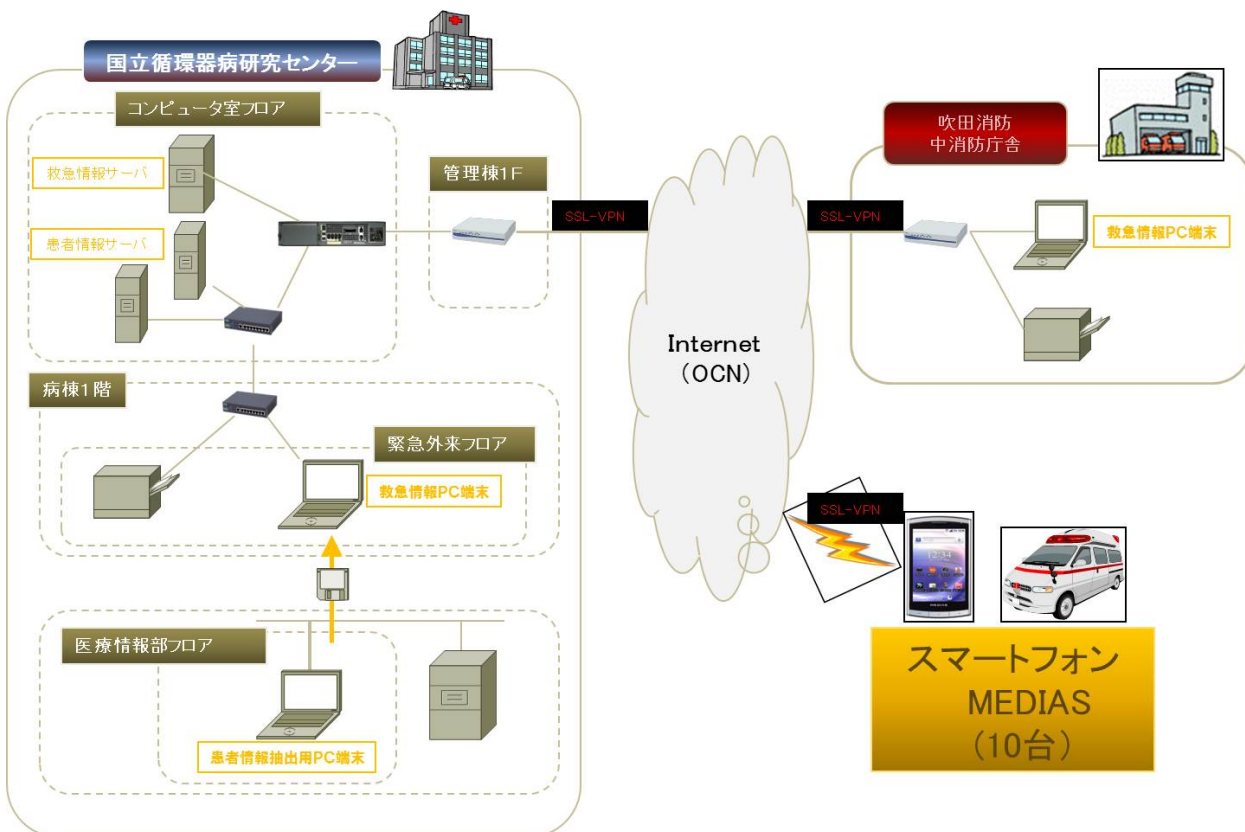 国立循環器病研究センター
コンピュータ室フロア
救急情報サーバ
患者情報サーバ
管理棟1F
SSL-VPN
Internet
(OCN)
SSL-VPN
吹田消防
中消防庁舎
救急情報PC端末
病棟1階
緊急外来フロア
救急情報PC端末
医療情報部フロア
患者情報抽出用PC端末
SSL-VPN
12:34
MEDIAS
スマートフォン
MEDIAS
(10台)